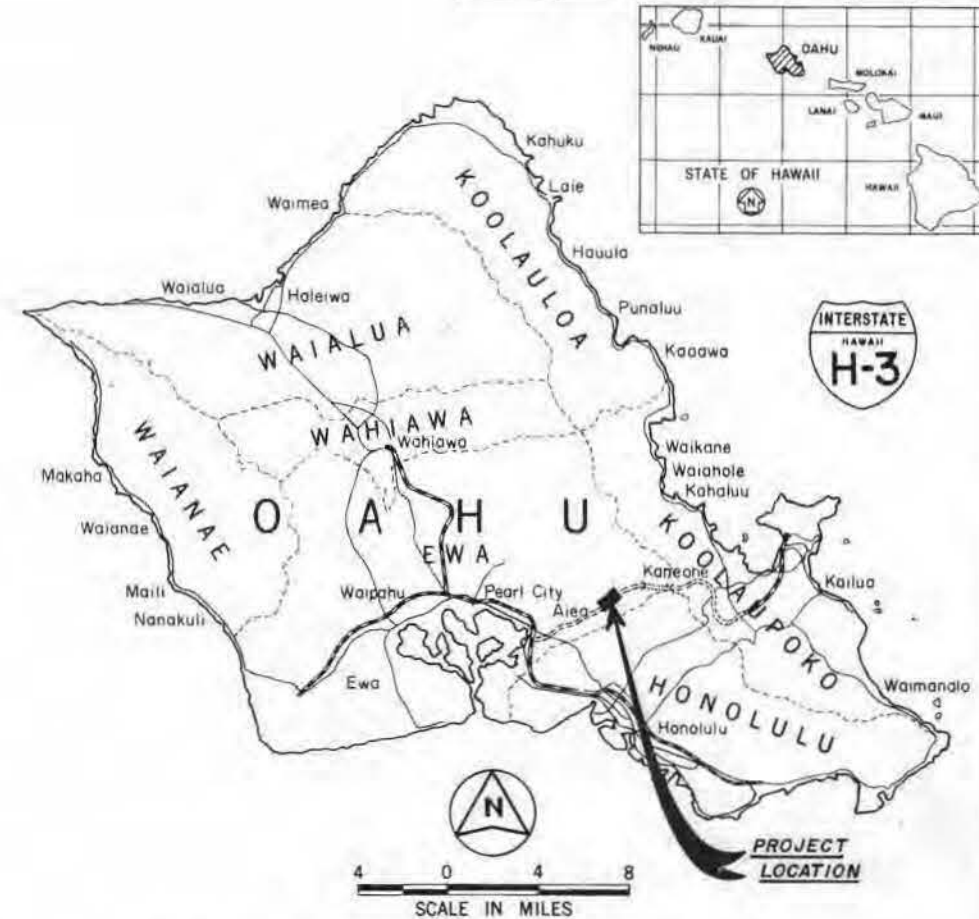 NIIHAU
KAUAI
OAHU
MOLOKAI
LANAI
MAUI
HAWAII
STATE OF HAWAII
N
Kahuku
Laie
Waimea
KOOLAULOA
Hauula
Waialua
Haleiwa
Punaluu
WAIALUA
Kaaawa
INTERSTATE
HAWAII
H-3
WAHIAWA
Wahiawa
WAIANAE
Waikane
Waiahole
Kahaluu
Makaha
Waianae
OAHU
EWA
KOOLAUPOKO
Kaneohe
Kailua
Maili
Nanakuli
Waipahu
Pearl City
Aiea
Ewa
HONOLULU
Waimanalo
Honolulu
N
PROJECT
LOCATION
4 0 4 8
SCALE IN MILES